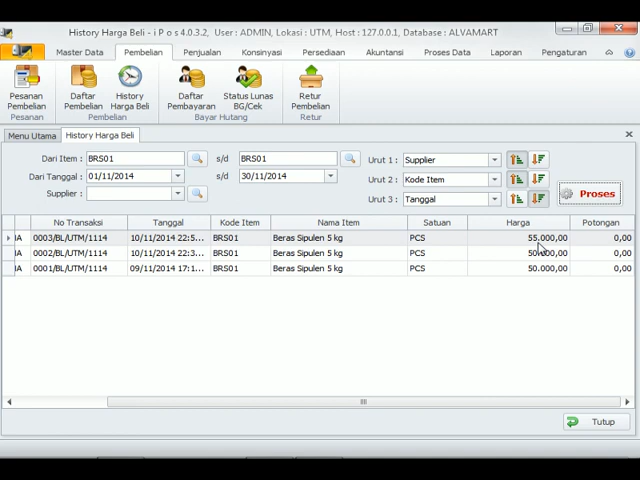 History Harga Beli - i P o s 4.0.3.2, User : ADMIN, Lokasi : UTM, Host : 127.0.0.1, Database : ALVAMART
Master Data Pembelian Penjualan Konsinyasi Persediaan Akuntansi Proses Data Laporan Pengaturan
Pesanan Pembelian
Daftar Pembelian
History Harga Beli
Daftar Pembayaran
Status Lunas BG/Cek
Retur Pembelian
Pesanan Pembelian Bayar Hutang Retur
Menu Utama History Harga Beli
Dari Item : BRS01 s/d BRS01 Urut 1 : Supplier
Dari Tanggal : 01/11/2014 s/d 30/11/2014 Urut 2 : Kode Item
Supplier : Urut 3 : Tanggal
Proses
No Transaksi Tanggal Kode Item Nama Item Satuan Harga Potongan
IA 0003/BL/UTM/1114 10/11/2014 22:5... BRS01 Beras Sipulen 5 kg PCS 55.000,00 0,00
IA 0002/BL/UTM/1114 10/11/2014 22:3... BRS01 Beras Sipulen 5 kg PCS 50.000,00 0,00
IA 0001/BL/UTM/1114 09/11/2014 17:1... BRS01 Beras Sipulen 5 kg PCS 50.000,00 0,00
Tutup